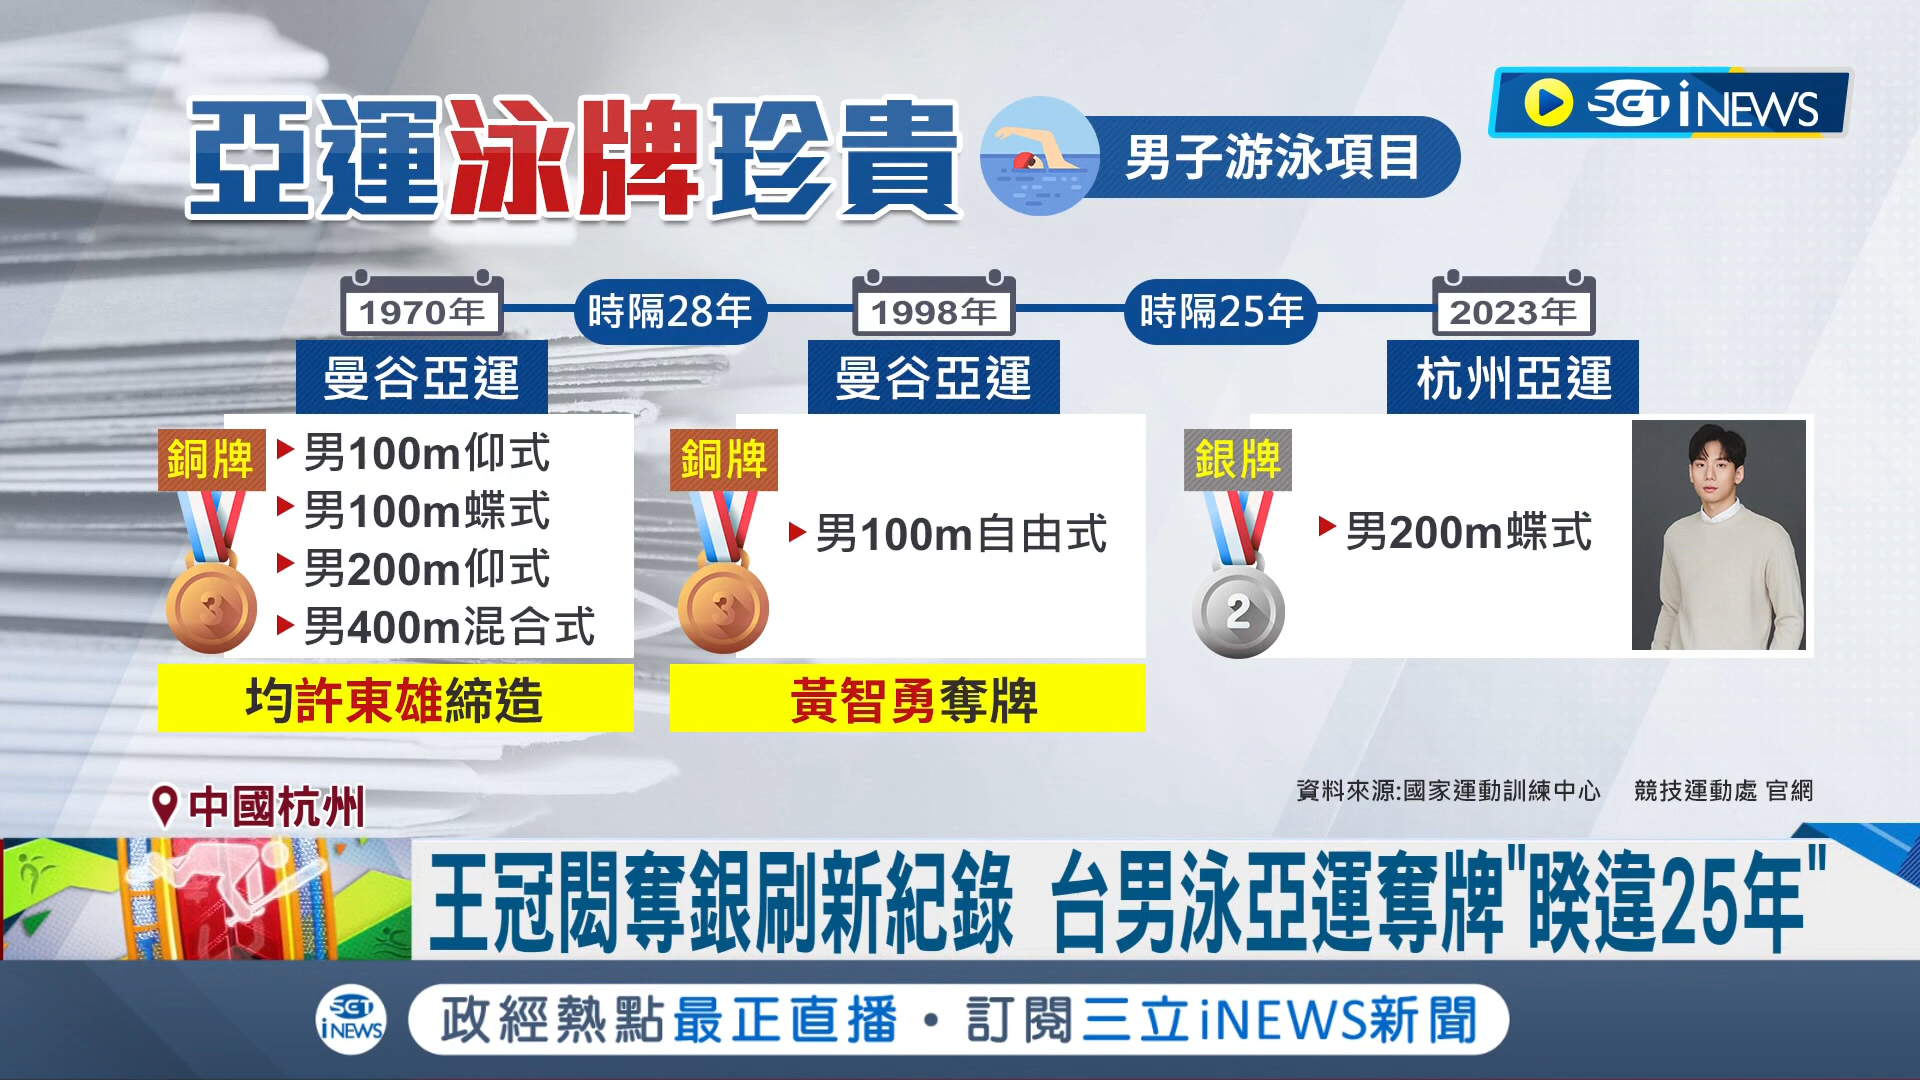 亞運泳牌珍貴
男子游泳項目
SET iNEWS
1970年
時隔28年
1998年
時隔25年
2023年
曼谷亞運
曼谷亞運
杭州亞運
銅牌
男100m仰式
男100m蝶式
男200m仰式
男400m混合式
3
均許東雄締造
銅牌
男100m自由式
3
黃智勇奪牌
銀牌
男200m蝶式
2
資料來源:國家運動訓練中心 競技運動處 官網
中國杭州
王冠閎奪銀刷新紀錄 台男泳亞運奪牌"睽違25年"
SET iNEWS
政經熱點最正直播・訂閱三立iNEWS新聞